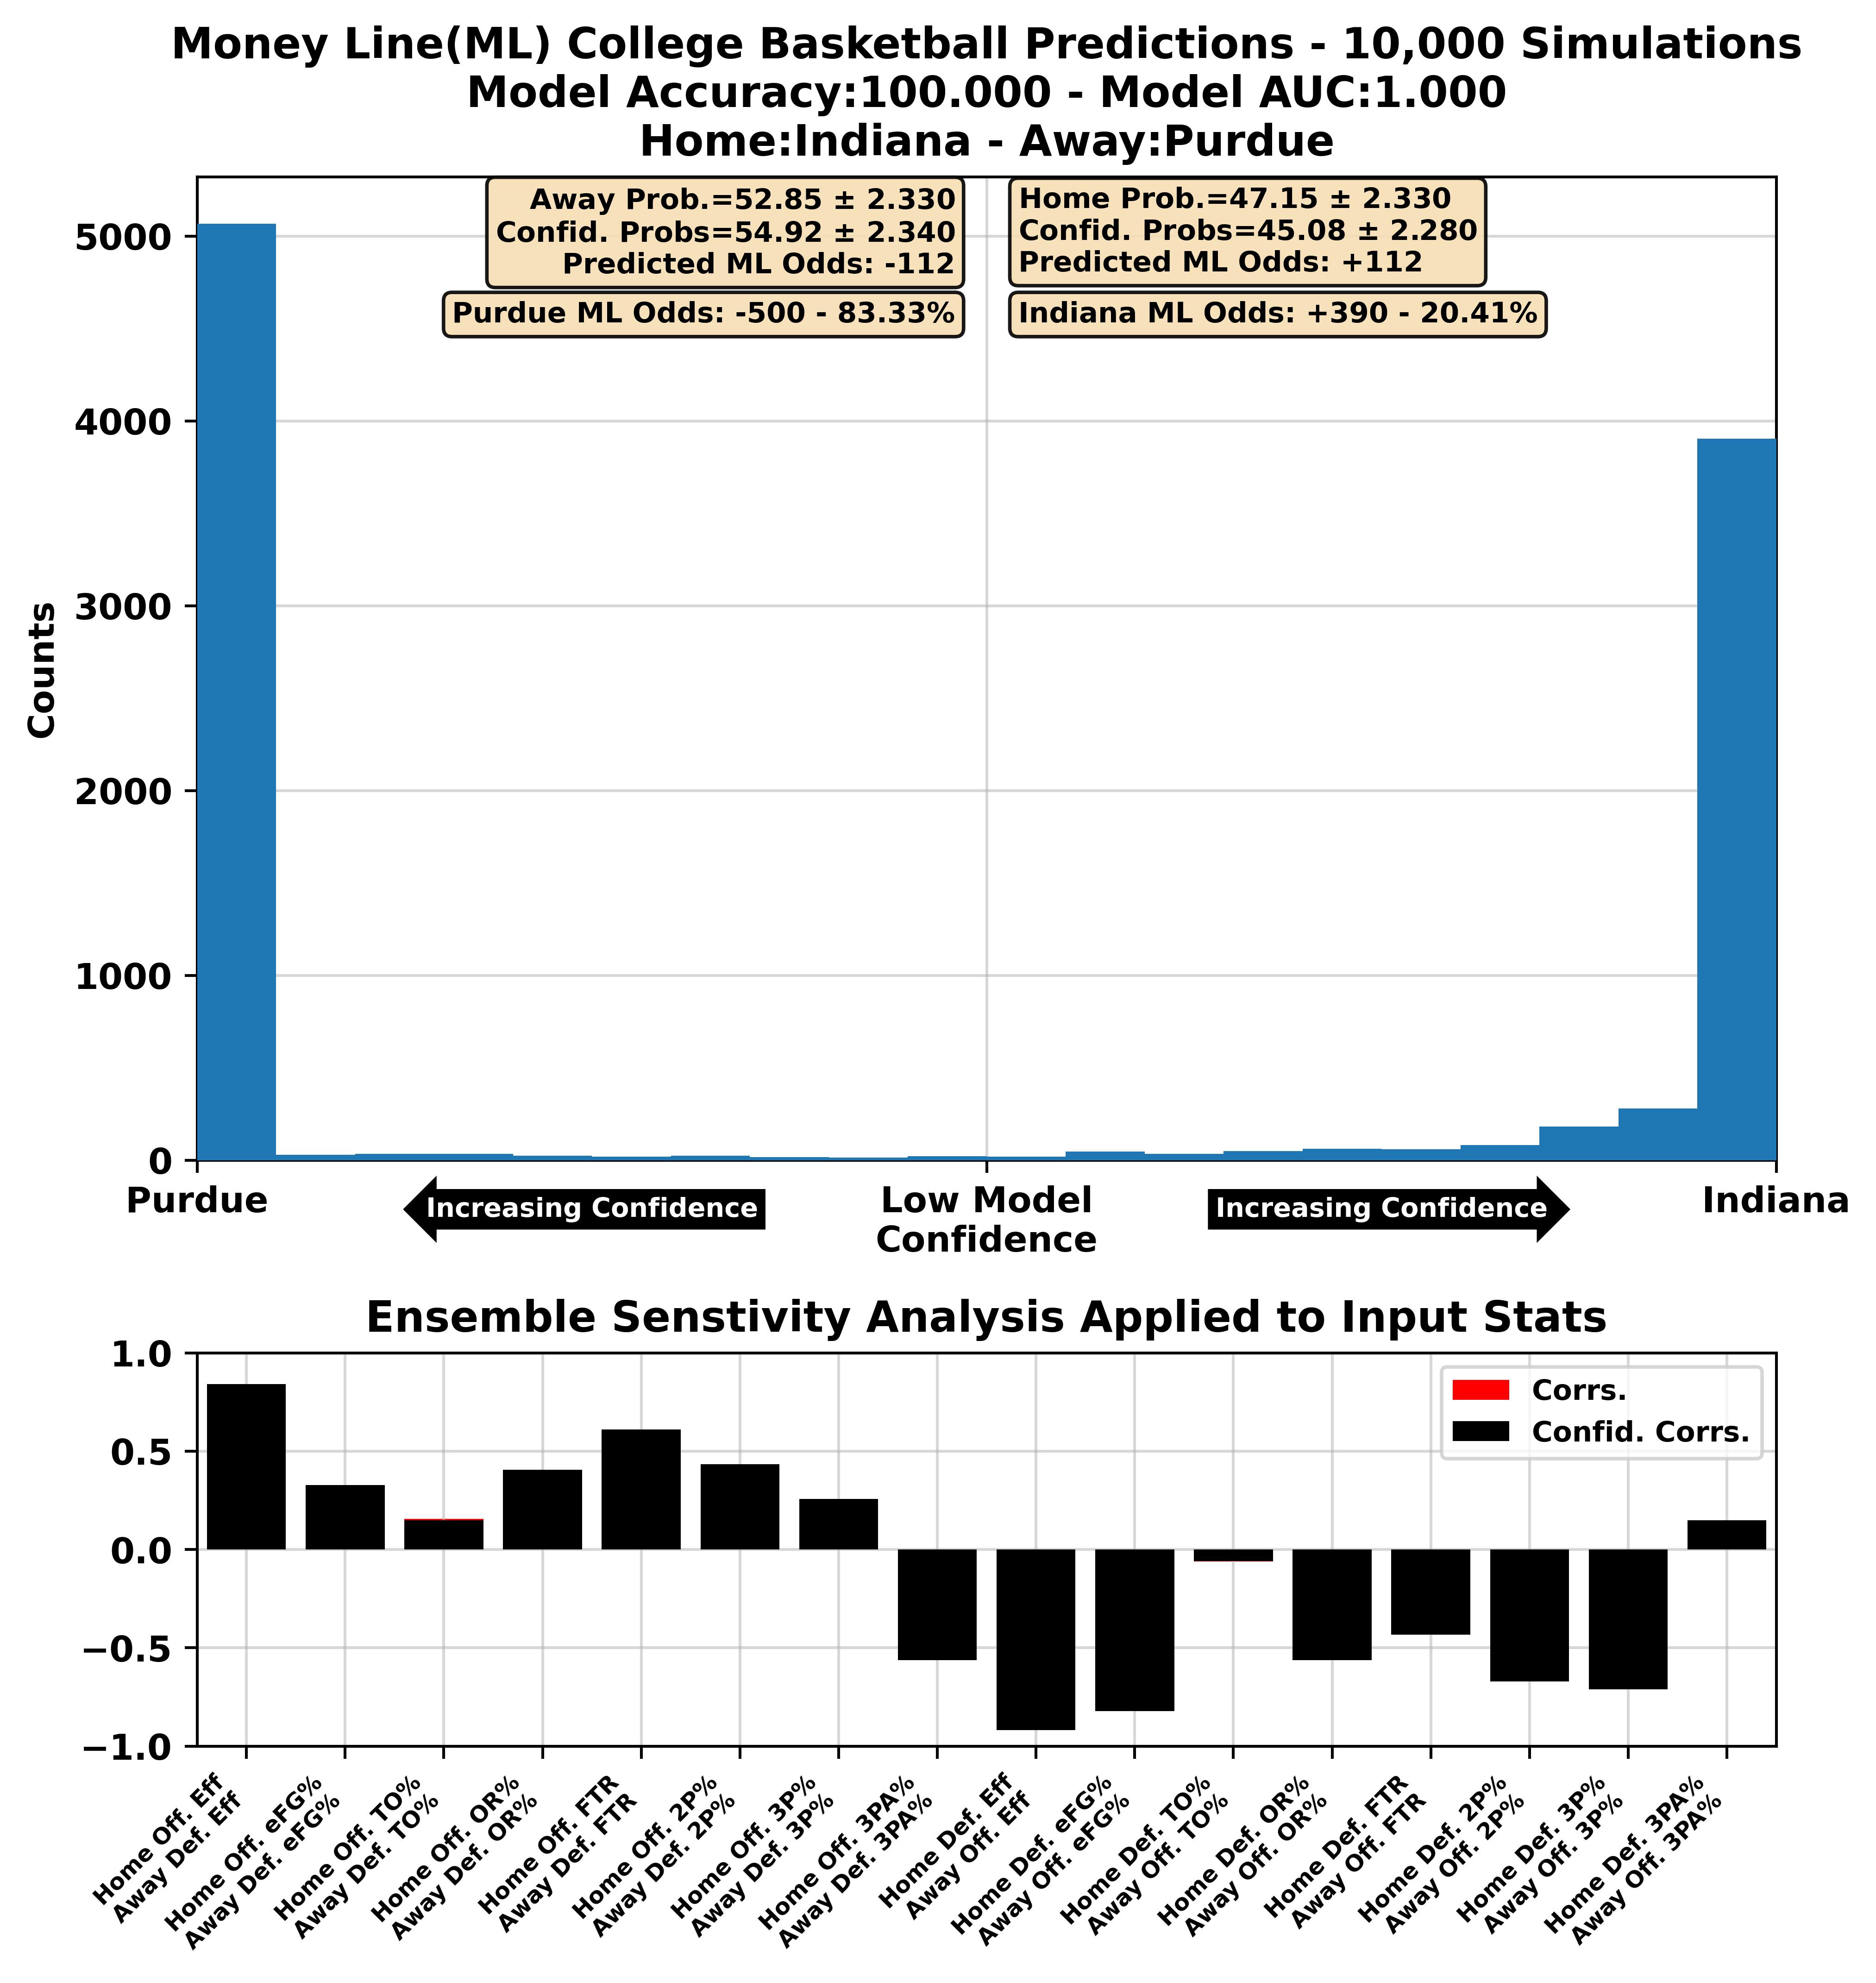 Money Line(ML) College Basketball Predictions - 10,000 Simulations
Model Accuracy:100.000 - Model AUC:1.000
Home:Indiana - Away:Purdue
Away Prob.=52.85 ± 2.330
Confid. Probs=54.92 ± 2.340
Predicted ML Odds: -112
Purdue ML Odds: -500 - 83.33%
Home Prob.=47.15 ± 2.330
Confid. Probs=45.08 ± 2.280
Predicted ML Odds: +112
Indiana ML Odds: +390 - 20.41%
Counts
5000
4000
3000
2000
1000
0
Purdue
Increasing Confidence
Low Model
Confidence
Increasing Confidence
Indiana
Ensemble Senstivity Analysis Applied to Input Stats
1.0
0.5
0.0
−0.5
−1.0
Corrs.
Confid. Corrs.
Home Off. Eff
Away Def. Eff
Home Off. eFG%
Away Def. eFG%
Home Off. TO%
Away Def. TO%
Home Off. OR%
Away Def. OR%
Home Off. FTR
Away Def. FTR
Home Off. 2P%
Away Def. 2P%
Home Off. 3P%
Away Def. 3P%
Home Off. 3PA%
Away Def. 3PA%
Home Def. Eff
Away Off. Eff
Home Def. eFG%
Away Off. eFG%
Home Def. TO%
Away Off. TO%
Home Def. OR%
Away Off. OR%
Home Def. FTR
Away Off. FTR
Home Def. 2P%
Away Off. 2P%
Home Def. 3P%
Away Off. 3P%
Home Def. 3PA%
Away Off. 3PA%